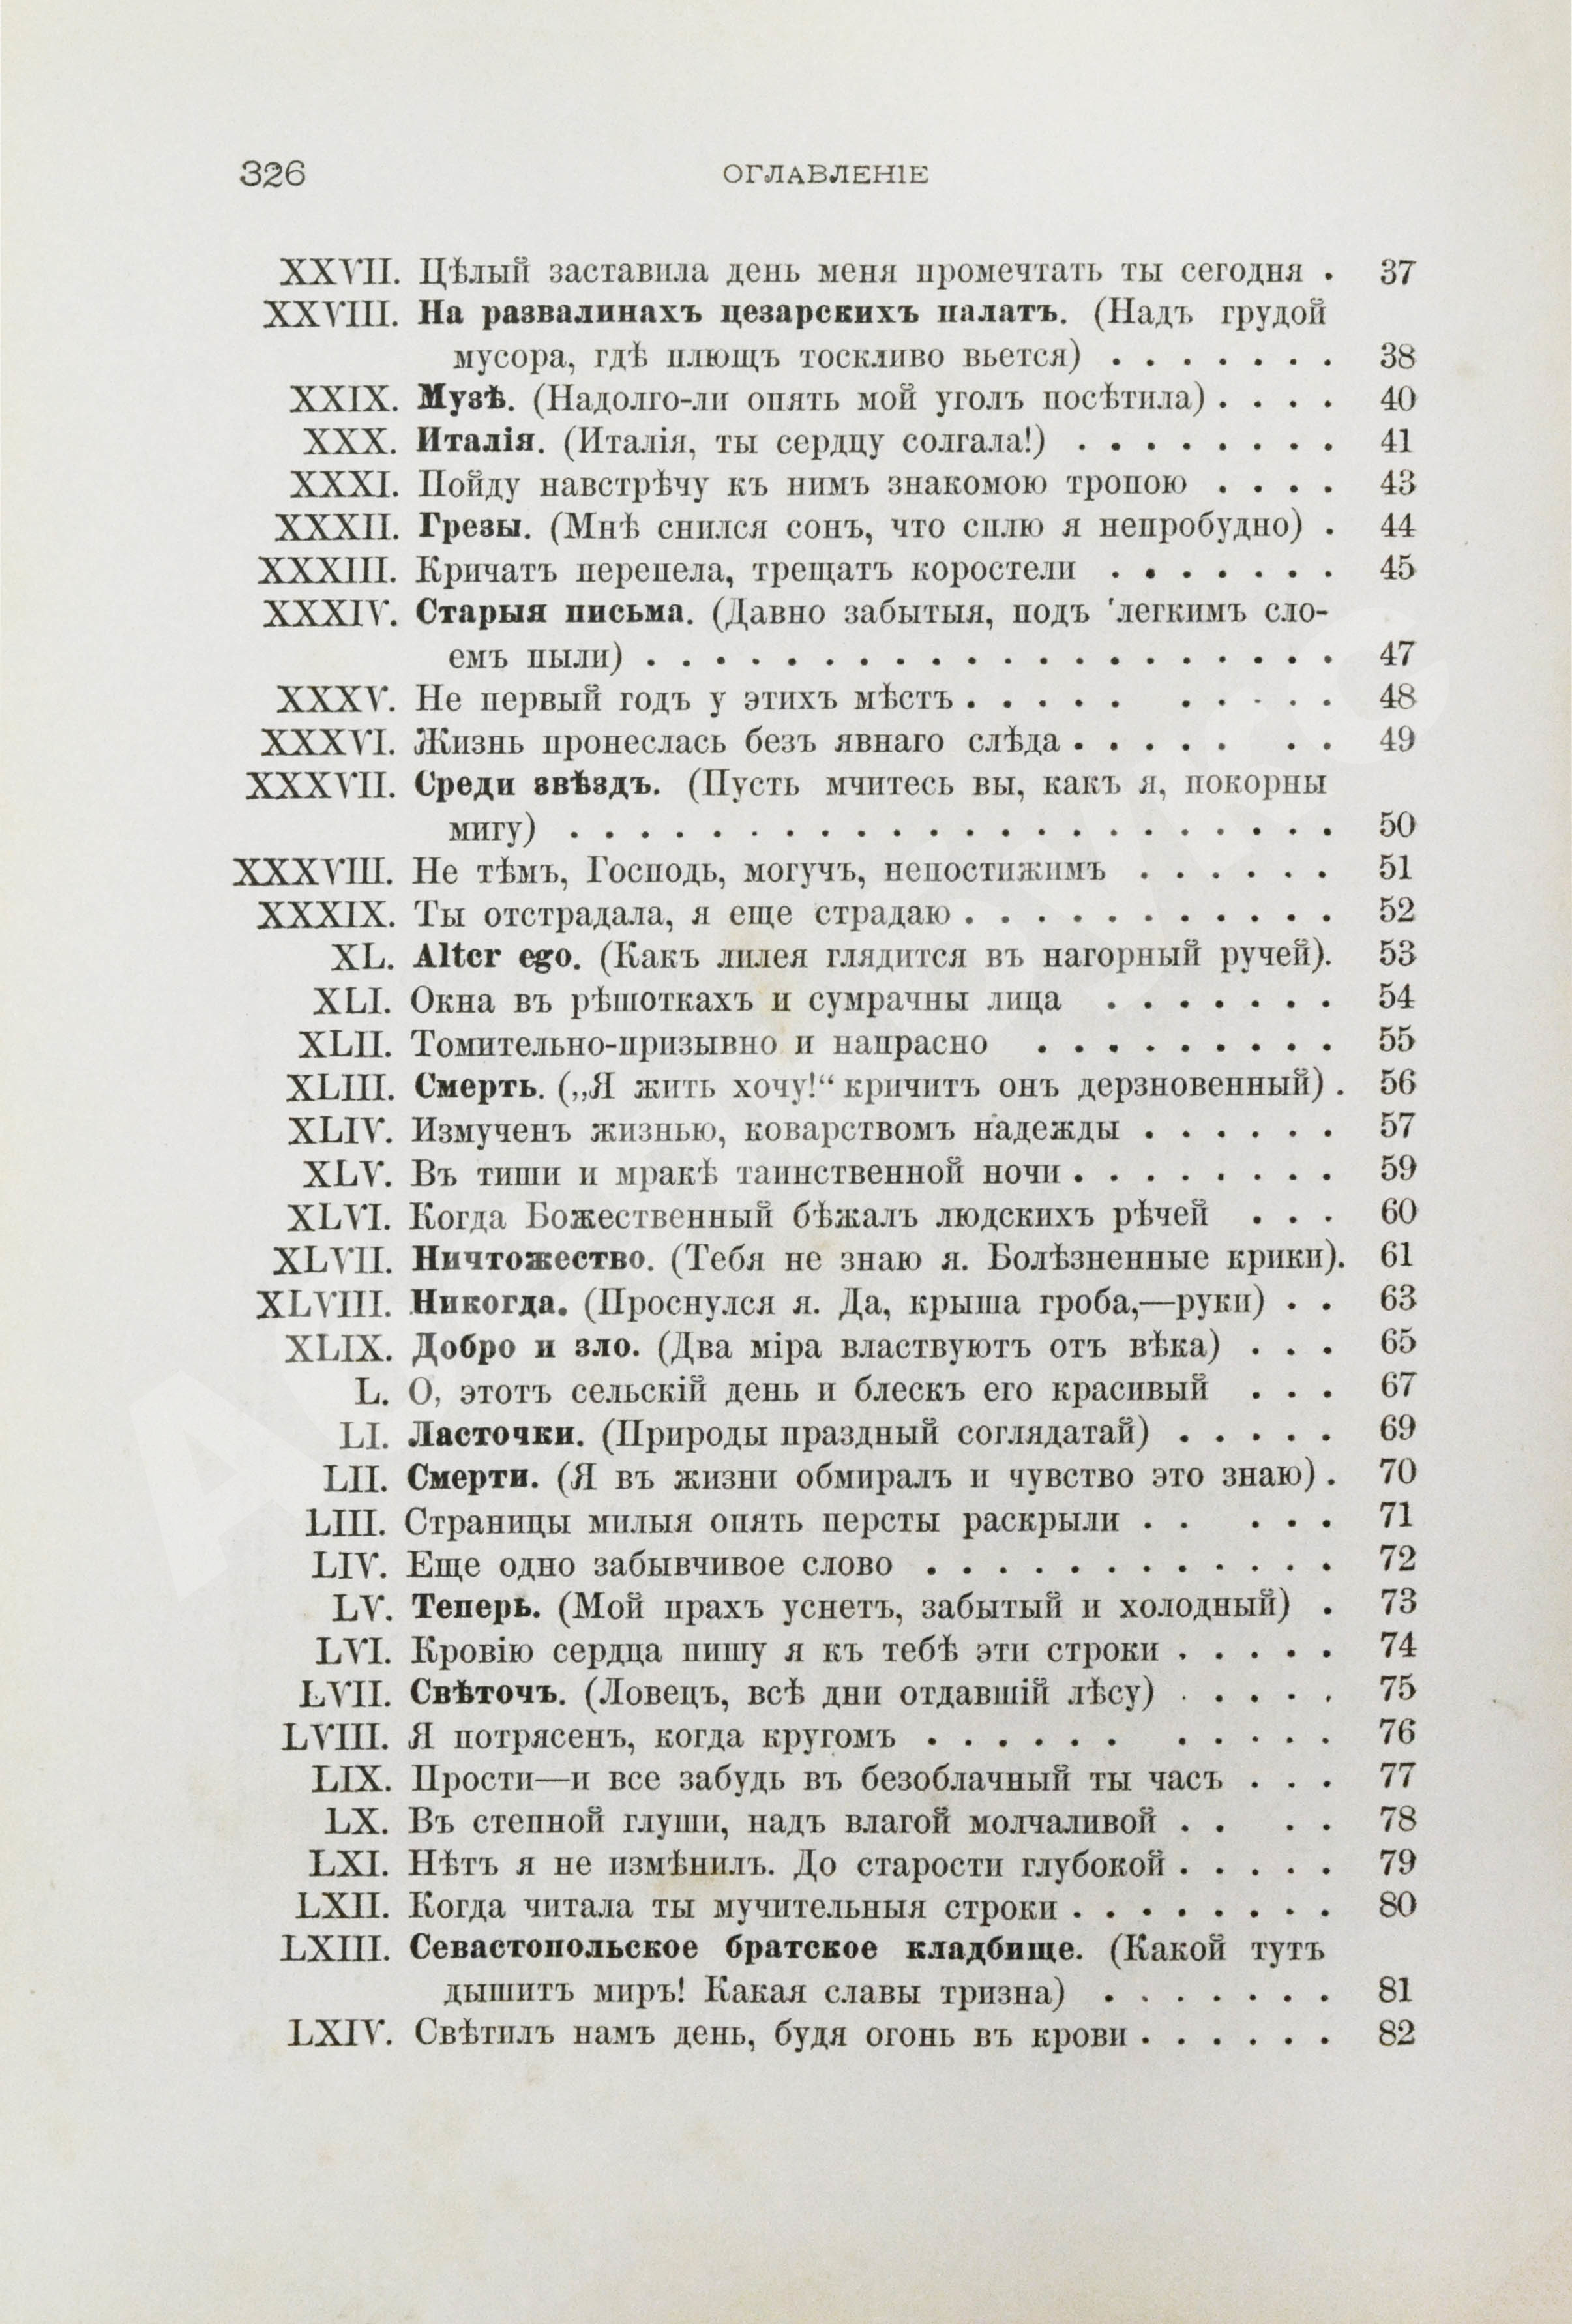 326 ОГЛАВЛЕНІЕ
XXVII. Цѣлый заставила день меня промечтать ты сегодня . 37
XXVIII. На развалинахъ цезарскихъ палатъ. (Надъ грудой
мусора, гдѣ плющъ тоскливо вьется) . . . . . . . 38
XXIX. Музѣ. (Надолго-ли опять мой уголъ посѣтила) . . . . 40
XXX. Италія. (Италія, ты сердцу солгала!) . . . . . . . . 41
XXXI. Пойду навстрѣчу къ нимъ знакомою тропою . . . . 43
XXXII. Грезы. (Мнѣ снился сонъ, что сплю я непробудно) . 44
XXXIII. Кричатъ перепела, трещатъ коростели . . . . . . . 45
XXXIV. Старыя письма. (Давно забытыя, подъ 'легкимъ сло-
емъ пыли) . . . . . . . . . . . . . . . . . . . . 47
XXXV. Не первый годъ у этихъ мѣстъ . . . . . . . . . . 48
XXXVI. Жизнь пронеслась безъ явнаго слѣда . . . . . . . 49
XXXVII. Среди звѣздъ. (Пусть мчитесь вы, какъ я, покорны
мигу) . . . . . . . . . . . . . . . . . . . . . . 50
XXXVIII. Не тѣмъ, Господь, могучъ, непостижимъ . . . . . . 51
XXXIX. Ты отстрадала, я еще страдаю . . . . . . . . . . . 52
XL. Alter ego. (Какъ лилея глядится въ нагорный ручей). 53
XLI. Окна въ рѣшоткахъ и сумрачны лица . . . . . . . 54
XLII. Томительно-призывно и напрасно . . . . . . . . . 55
XLIII. Смерть. („Я жить хочу!“ кричитъ онъ дерзновенный) . 56
XLIV. Измученъ жизнью, коварствомъ надежды . . . . . . 57
XLV. Въ тиши и мракѣ таинственной ночи . . . . . . . . 59
XLVI. Когда Божественный бѣжалъ людскихъ рѣчей . . . 60
XLVII. Ничтожество. (Тебя не знаю я. Болѣзненные крики). 61
XLVIII. Никогда. (Проснулся я. Да, крыша гроба,—руки) . . 63
XLIX. Добро и зло. (Два міра властвуютъ отъ вѣка) . . . 65
L. О, этотъ сельскій день и блескъ его красивый . . . 67
LI. Ласточки. (Природы праздный соглядатай) . . . . . 69
LII. Смерти. (Я въ жизни обмиралъ и чувство это знаю) . 70
LIII. Страницы милыя опять персты раскрыли . . . . . 71
LIV. Еще одно забывчивое слово . . . . . . . . . . . . 72
LV. Теперь. (Мой прахъ уснетъ, забытый и холодный) . 73
LVI. Кровію сердца пишу я къ тебѣ эти строки . . . . . 74
LVII. Свѣточъ. (Ловецъ, всѣ дни отдавшій лѣсу) . . . . . 75
LVIII. Я потрясенъ, когда кругомъ . . . . . . . . . . . 76
LIX. Прости—и все забудь въ безоблачный ты часъ . . . 77
LX. Въ степной глуши, надъ влагой молчаливой . . . . 78
LXI. Нѣтъ я не измѣнилъ. До старости глубокой . . . . . 79
LXII. Когда читала ты мучительныя строки . . . . . . . . 80
LXIII. Севастопольское братское кладбище. (Какой тутъ
дышитъ миръ! Какая славы тризна) . . . . . . . 81
LXIV. Свѣтилъ намъ день, будя огонь въ крови . . . . . . 82